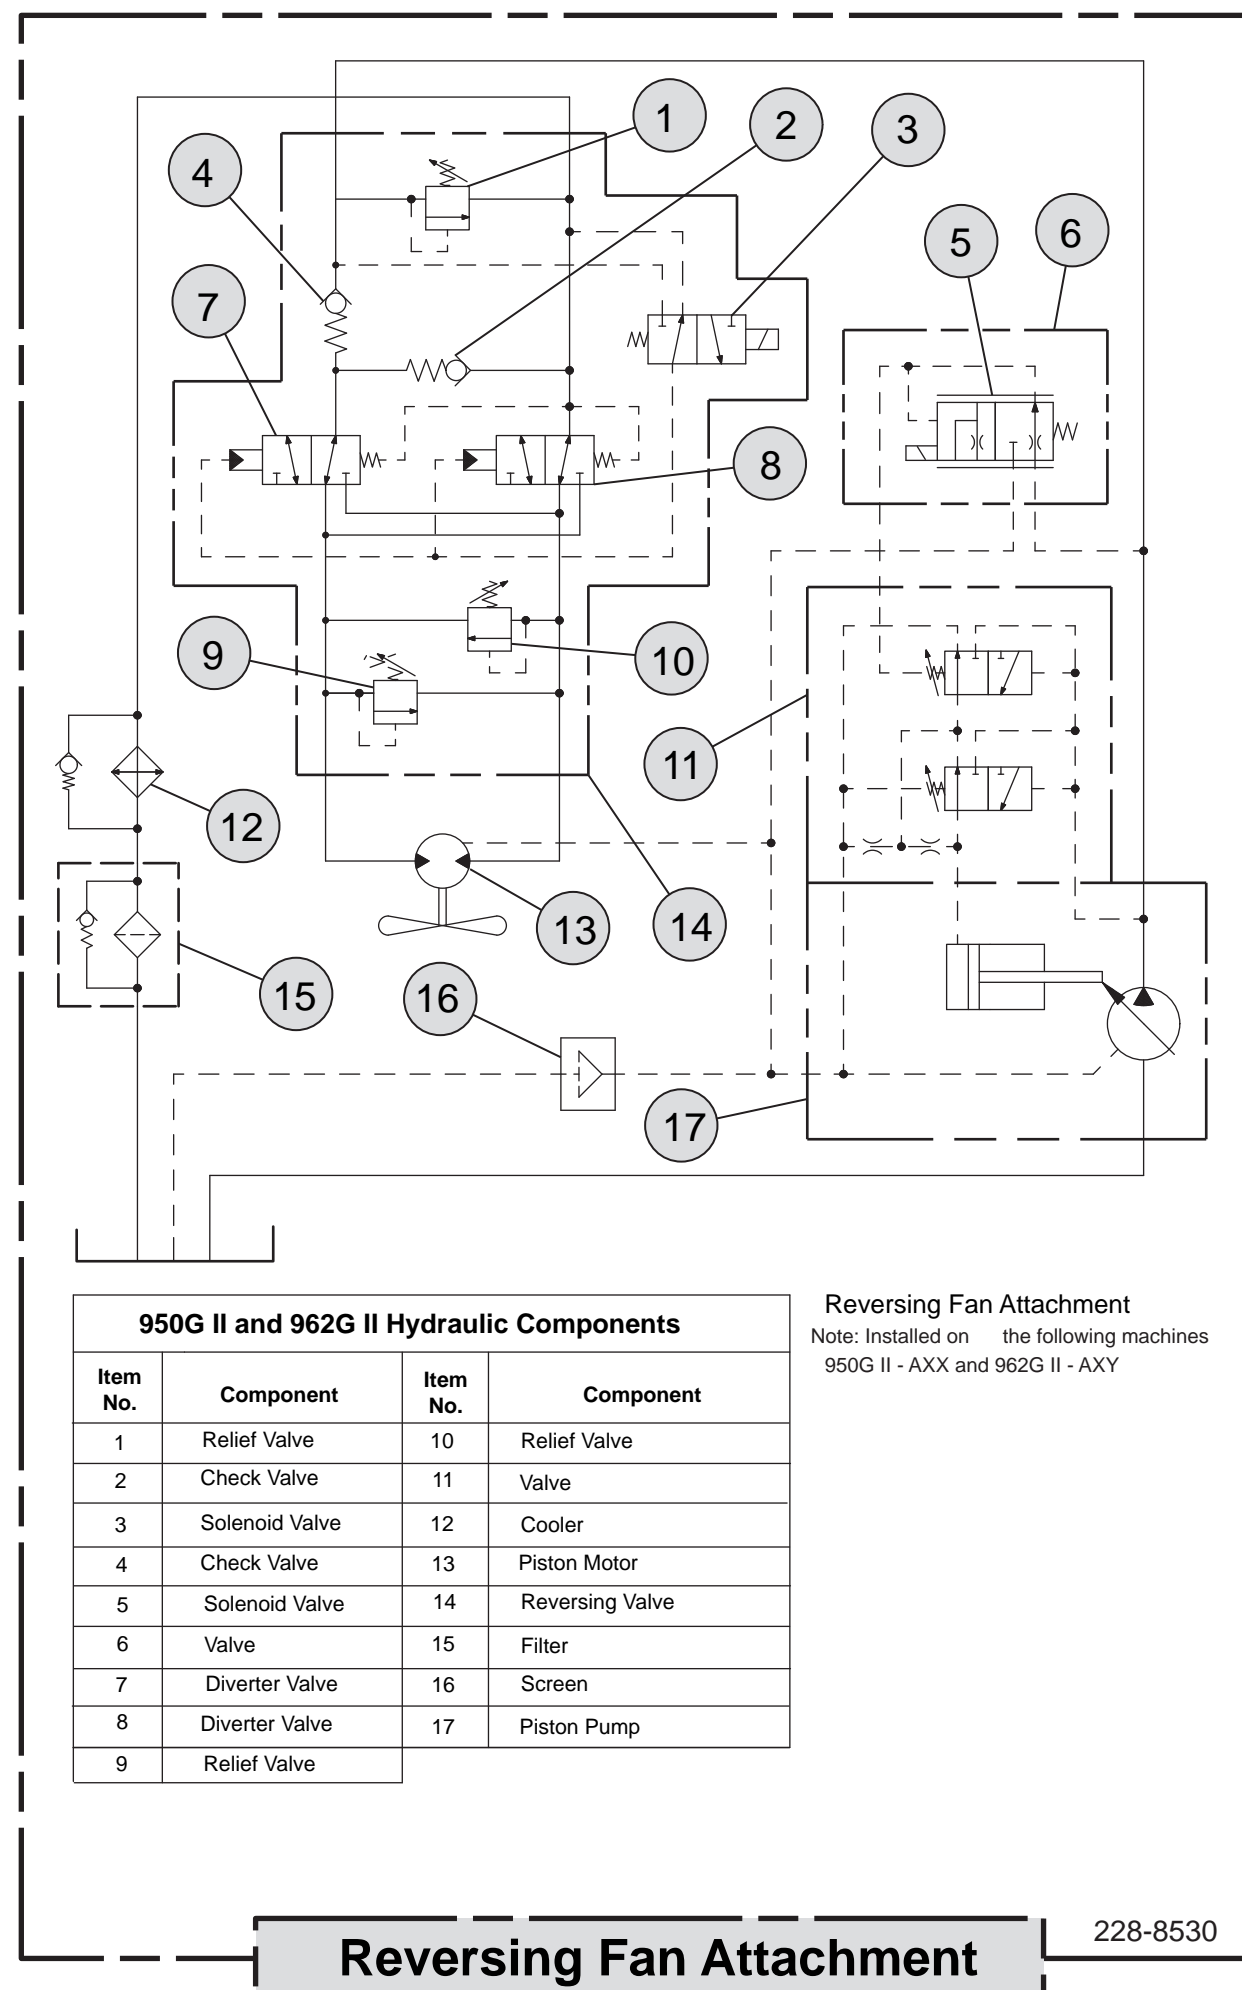 1
2
3
4
5
6
7
8
9
10
11
12
13
14
15
16
17
950G II and 962G II Hydraulic Components
Item No. Component Item No. Component
1 Relief Valve 10 Relief Valve
2 Check Valve 11 Valve
3 Solenoid Valve 12 Cooler
4 Check Valve 13 Piston Motor
5 Solenoid Valve 14 Reversing Valve
6 Valve 15 Filter
7 Diverter Valve 16 Screen
8 Diverter Valve 17 Piston Pump
9 Relief Valve
Reversing Fan Attachment
Note: Installed on the following machines
950G II - AXX and 962G II - AXY
228-8530
Reversing Fan Attachment